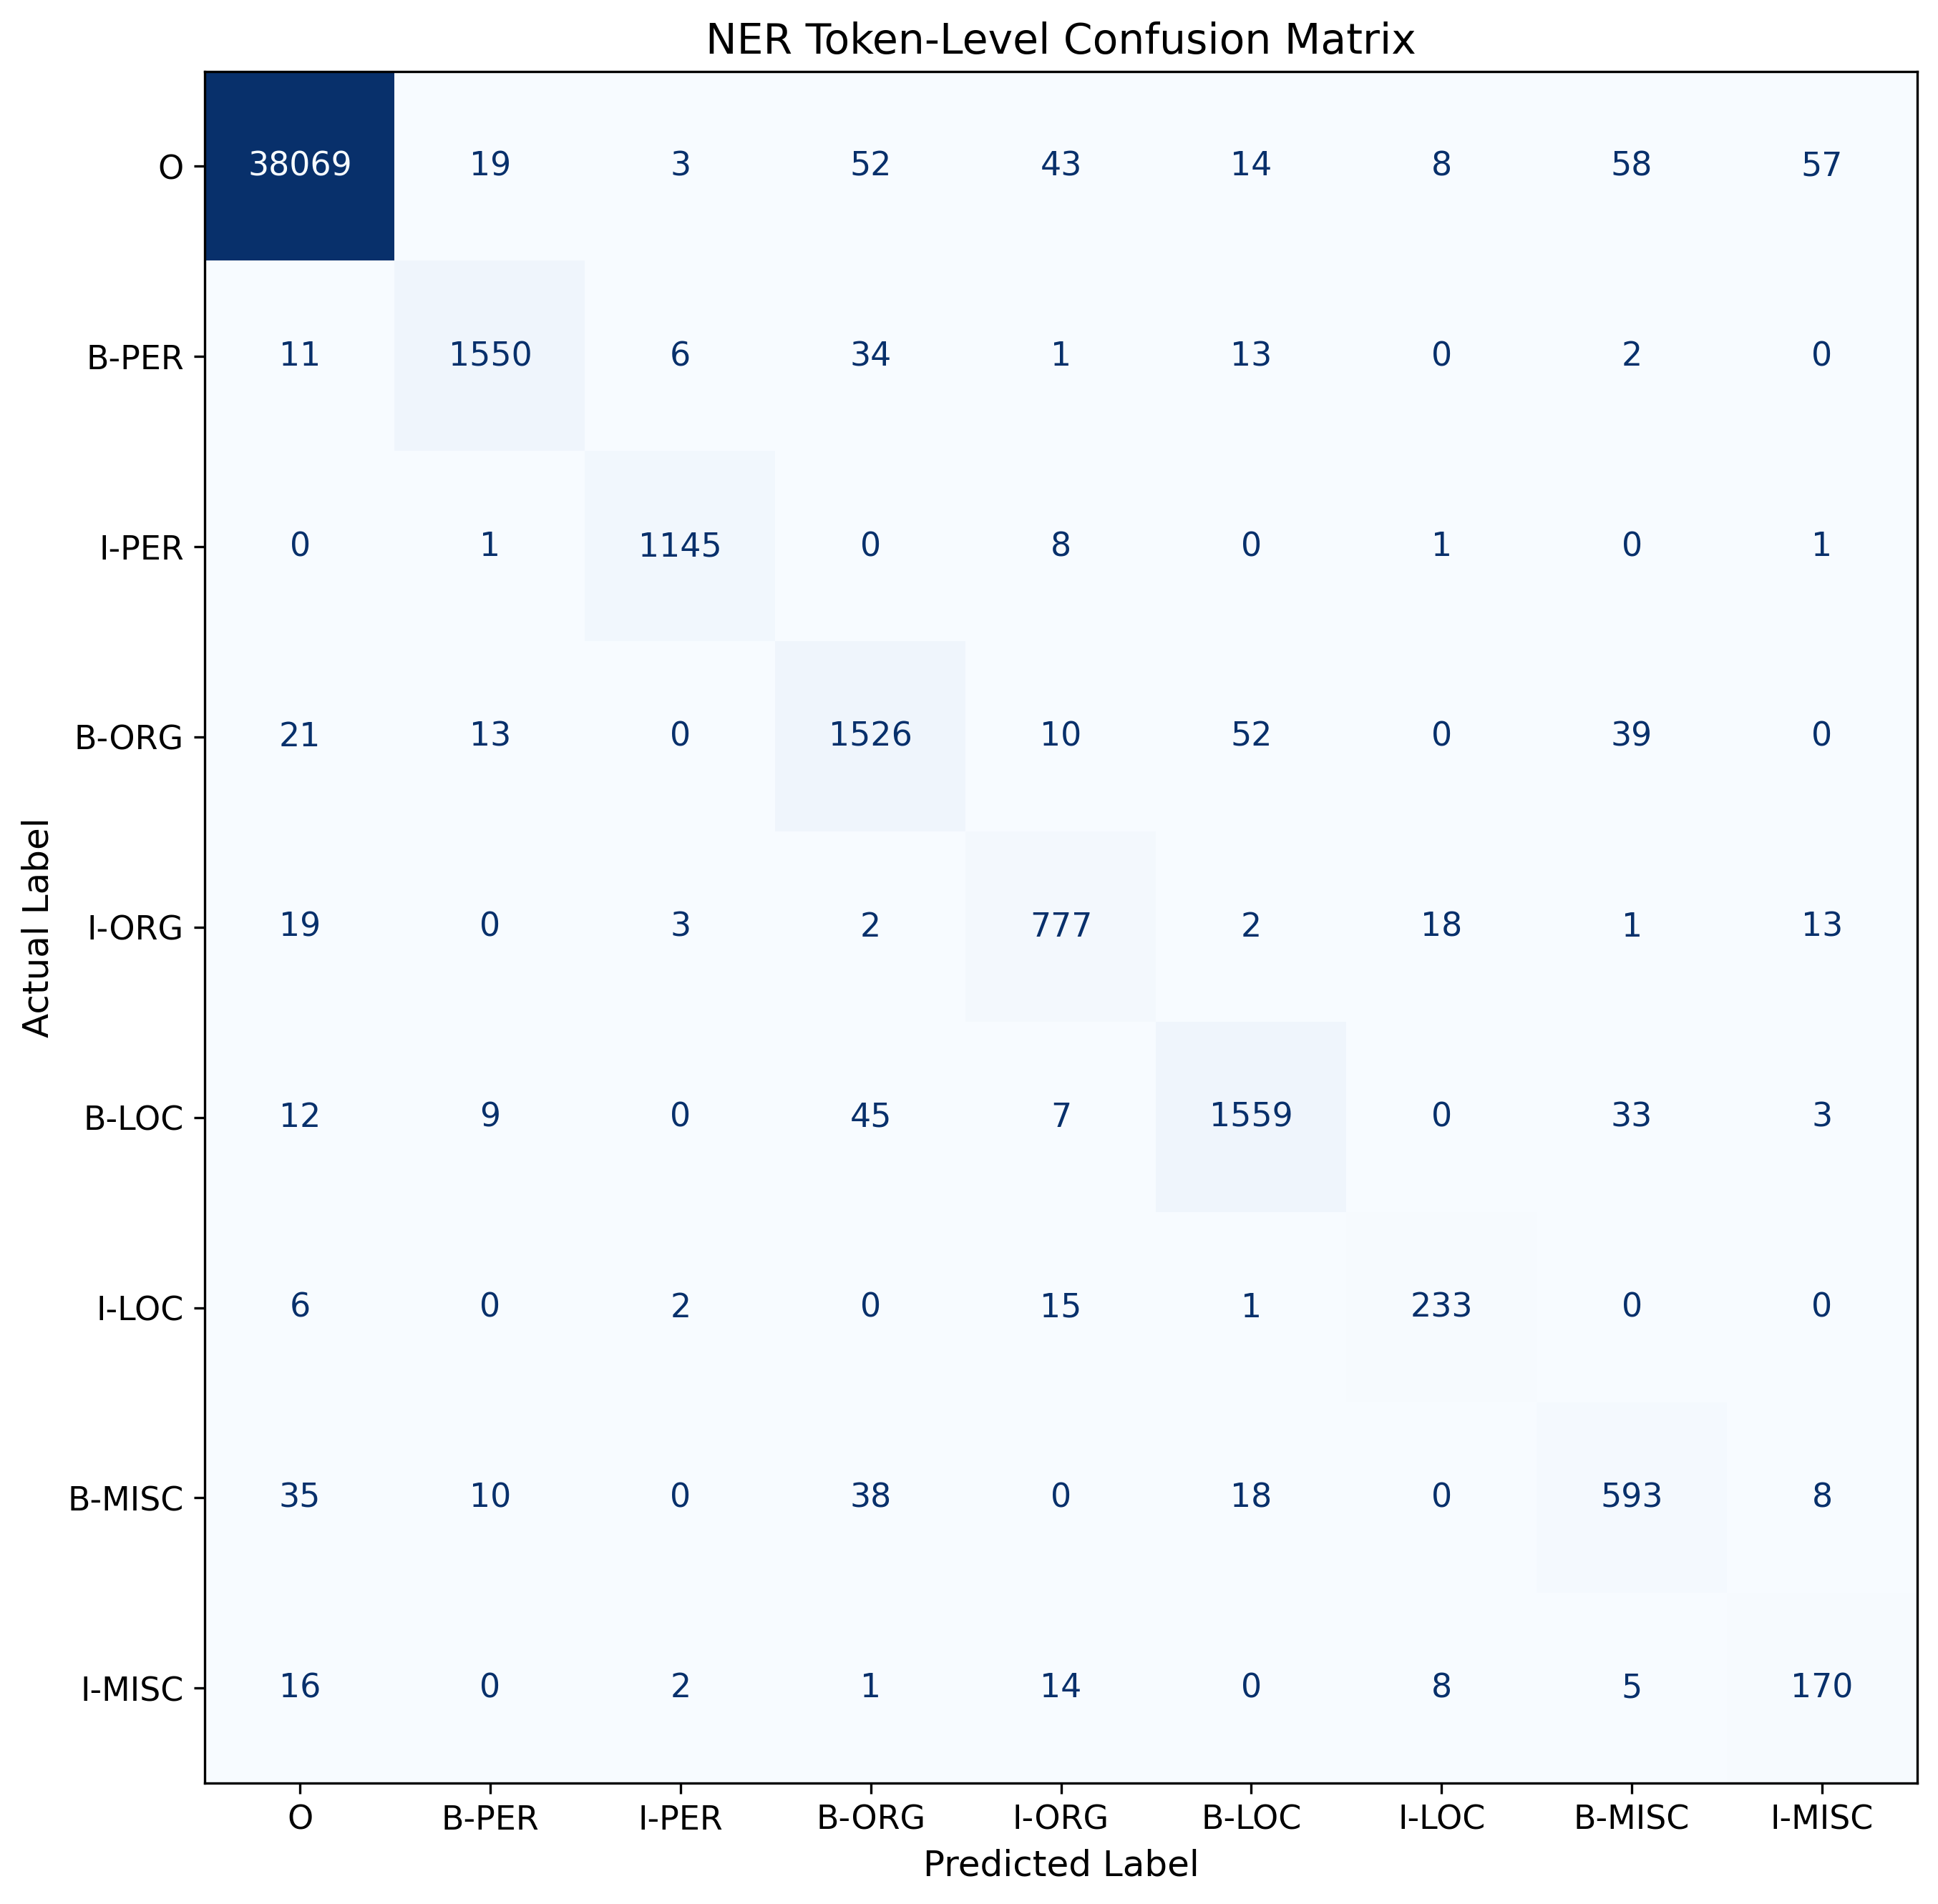 NER Token-Level Confusion Matrix
O 38069 19 3 52 43 14 8 58 57
B-PER 11 1550 6 34 1 13 0 2 0
I-PER 0 1 1145 0 8 0 1 0 1
B-ORG 21 13 0 1526 10 52 0 39 0
I-ORG 19 0 3 2 777 2 18 1 13
B-LOC 12 9 0 45 7 1559 0 33 3
I-LOC 6 0 2 0 15 1 233 0 0
B-MISC 35 10 0 38 0 18 0 593 8
I-MISC 16 0 2 1 14 0 8 5 170
O B-PER I-PER B-ORG I-ORG B-LOC I-LOC B-MISC I-MISC
Predicted Label
Actual Label